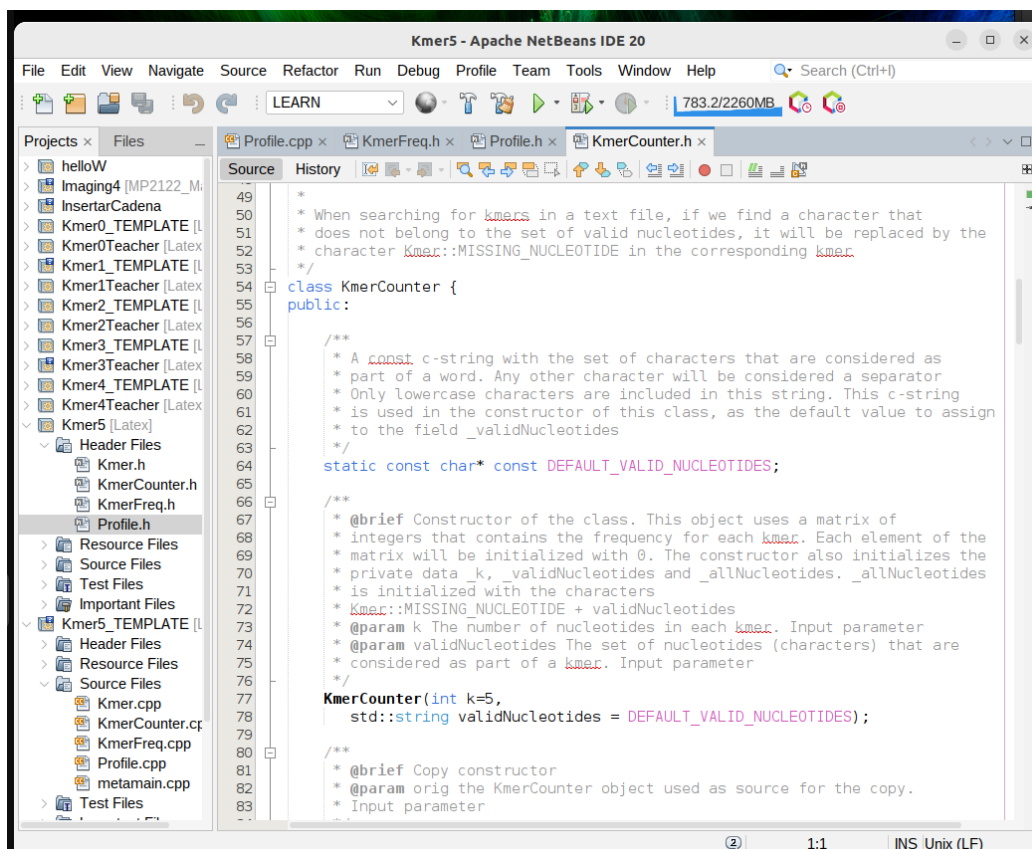 Kmer5 - Apache NetBeans IDE 20
File Edit View Navigate Source Refactor Run Debug Profile Team Tools Window Help Search (Ctrl+I)
LEARN 783.2/2260MB
Projects × Files
Profile.cpp × KmerFreq.h × Profile.h × KmerCounter.h ×
Source History
helloW
Imaging4 [MP2122_M
InsertarCadena
Kmer0_TEMPLATE [L
Kmer0Teacher [Latex
Kmer1_TEMPLATE [L
Kmer1Teacher [Latex
Kmer2_TEMPLATE [L
Kmer2Teacher [Latex
Kmer3_TEMPLATE [L
Kmer3Teacher [Latex
Kmer4_TEMPLATE [L
Kmer4Teacher [Latex
Kmer5 [Latex]
Header Files
Kmer.h
KmerCounter.h
KmerFreq.h
Profile.h
Resource Files
Source Files
Test Files
Important Files
Kmer5_TEMPLATE [L
Header Files
Resource Files
Source Files
Kmer.cpp
KmerCounter.cp
KmerFreq.cpp
Profile.cpp
metamain.cpp
Test Files
49 *
50 * When searching for kmers in a text file, if we find a character that
51 * does not belong to the set of valid nucleotides, it will be replaced by the
52 * character Kmer::MISSING_NUCLEOTIDE in the corresponding kmer
53 */
54 class KmerCounter {
55 public:
56
57 /**
58 * A const c-string with the set of characters that are considered as
59 * part of a word. Any other character will be considered a separator
60 * Only lowercase characters are included in this string. This c-string
61 * is used in the constructor of this class, as the default value to assign
62 * to the field _validNucleotides
63 */
64 static const char* const DEFAULT_VALID_NUCLEOTIDES;
65
66 /**
67 * @brief Constructor of the class. This object uses a matrix of
68 * integers that contains the frequency for each kmer. Each element of the
69 * matrix will be initialized with 0. The constructor also initializes the
70 * private data _k, _validNucleotides and _allNucleotides. _allNucleotides
71 * is initialized with the characters
72 * Kmer::MISSING_NUCLEOTIDE + validNucleotides
73 * @param k The number of nucleotides in each kmer. Input parameter
74 * @param validNucleotides The set of nucleotides (characters) that are
75 * considered as part of a kmer. Input parameter
76 */
77 KmerCounter(int k=5,
78 std::string validNucleotides = DEFAULT_VALID_NUCLEOTIDES);
79
80 /**
81 * @brief Copy constructor
82 * @param orig the KmerCounter object used as source for the copy.
83 * Input parameter
2 1:1 INS Unix (LF)